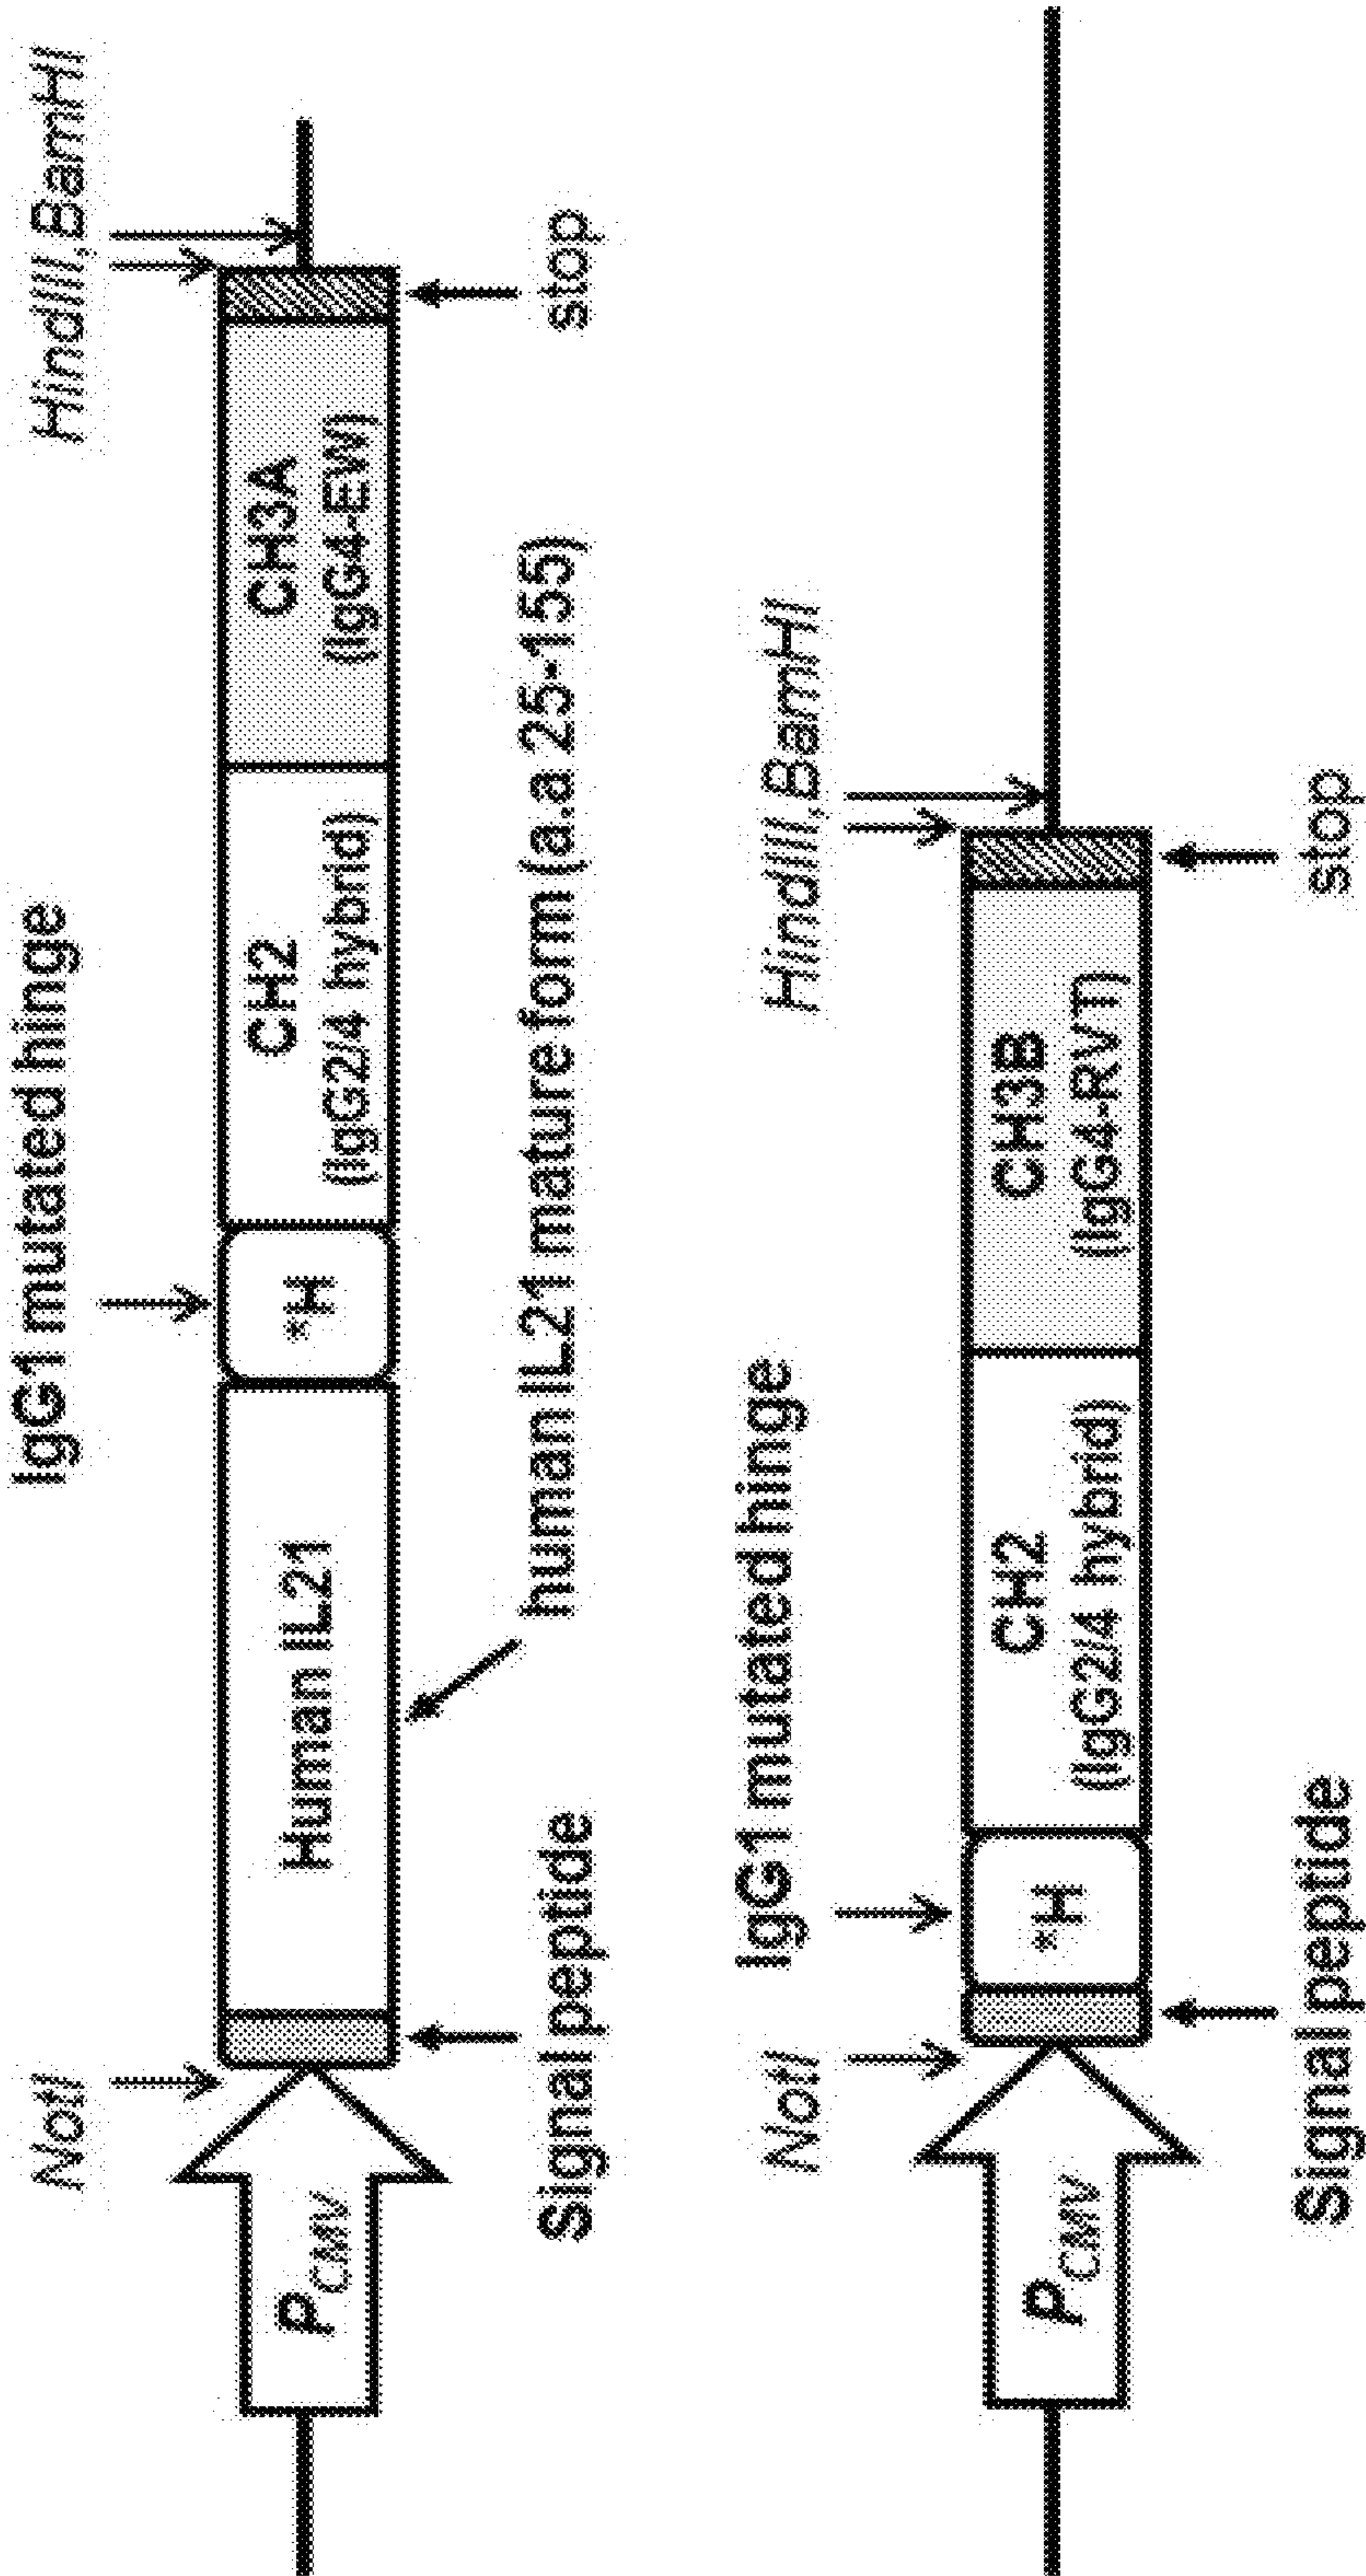 IgG1 mutated hinge
NotI
HindIII, BamHI
PCMV
Human IL21
*H
CH2
(IgG2/4 hybrid)
CH3A
(IgG4-EW)
Signal peptide
human IL21 mature form (a.a 25-155)
stop
IgG1 mutated hinge
NotI
HindIII, BamHI
PCMV
*H
CH2
(IgG2/4 hybrid)
CH3B
(IgG4-RVT)
Signal peptide
stop